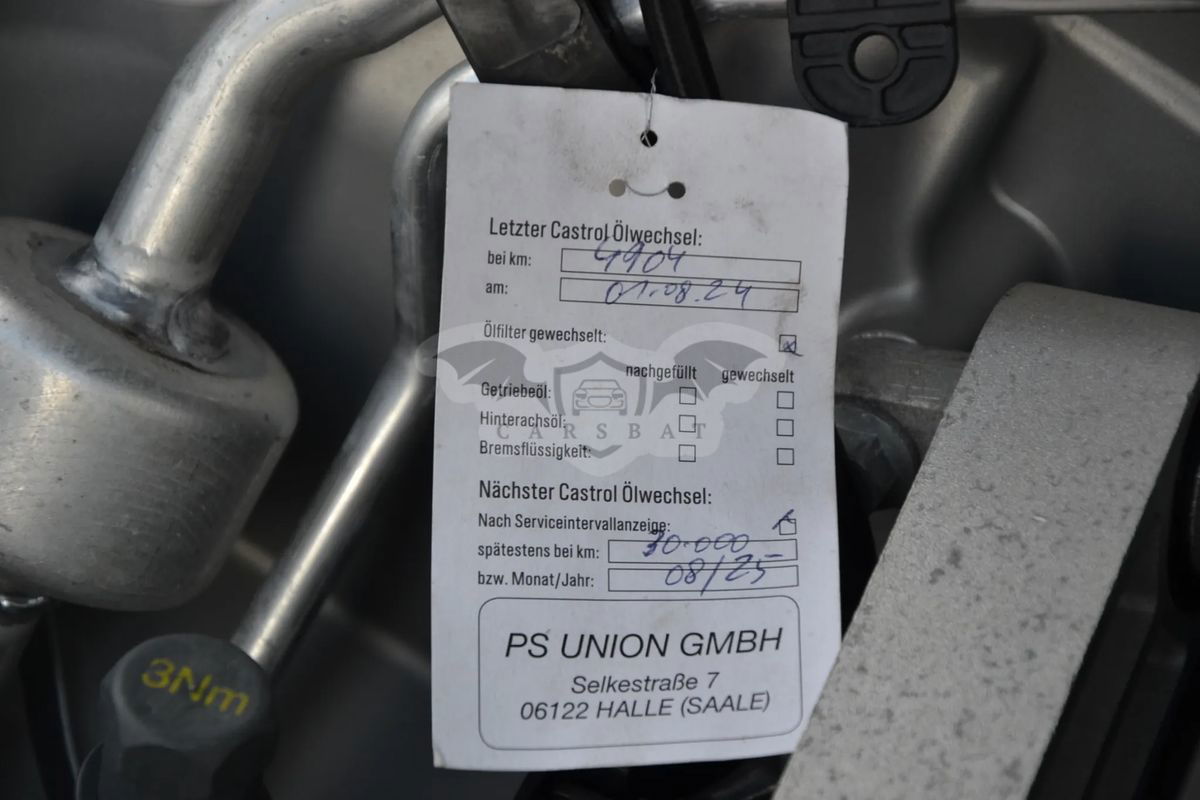 Letzter Castrol Ölwechsel:
bei km: 4904
am: 01.08.24
Ölfilter gewechselt: x
nachgefüllt gewechselt
Getriebeöl:
Hinterachsöl:
CARSBAT
Bremsflüssigkeit:
Nächster Castrol Ölwechsel:
Nach Serviceintervallanzeige:
spätestens bei km: 30.000
bzw. Monat/Jahr: 08/25
PS UNION GMBH
Selkestraße 7
06122 HALLE (SAALE)
3Nm